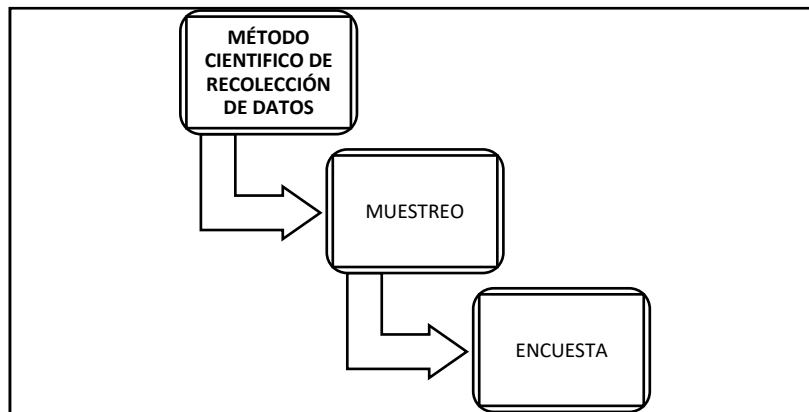 MÉTODO
CIENTIFICO DE
RECOLECCIÓN
DE DATOS
MUESTREO
ENCUESTA